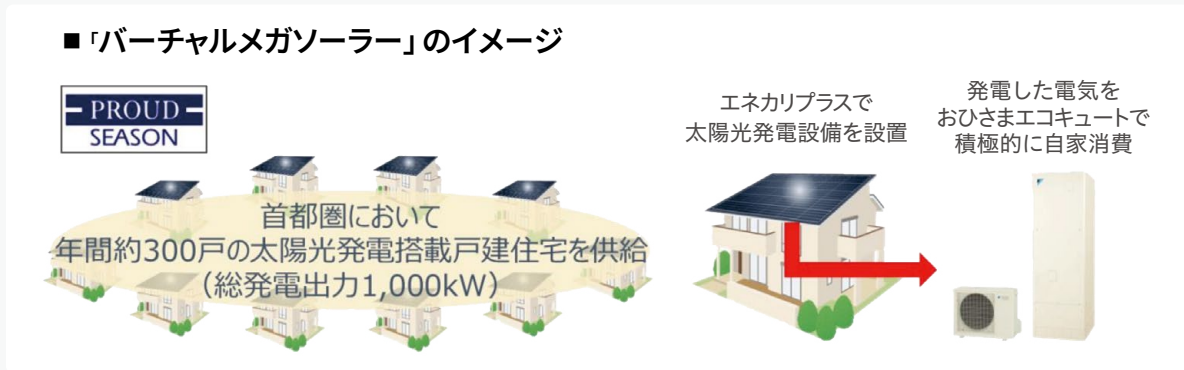 ■「バーチャルメガソーラー」のイメージ
PROUD
SEASON
首都圏において
年間約300戸の太陽光発電搭載戸建住宅を供給
（総発電出力1,000kW）
エネカリプラスで
太陽光発電設備を設置
発電した電気を
おひさまエコキュートで
積極的に自家消費